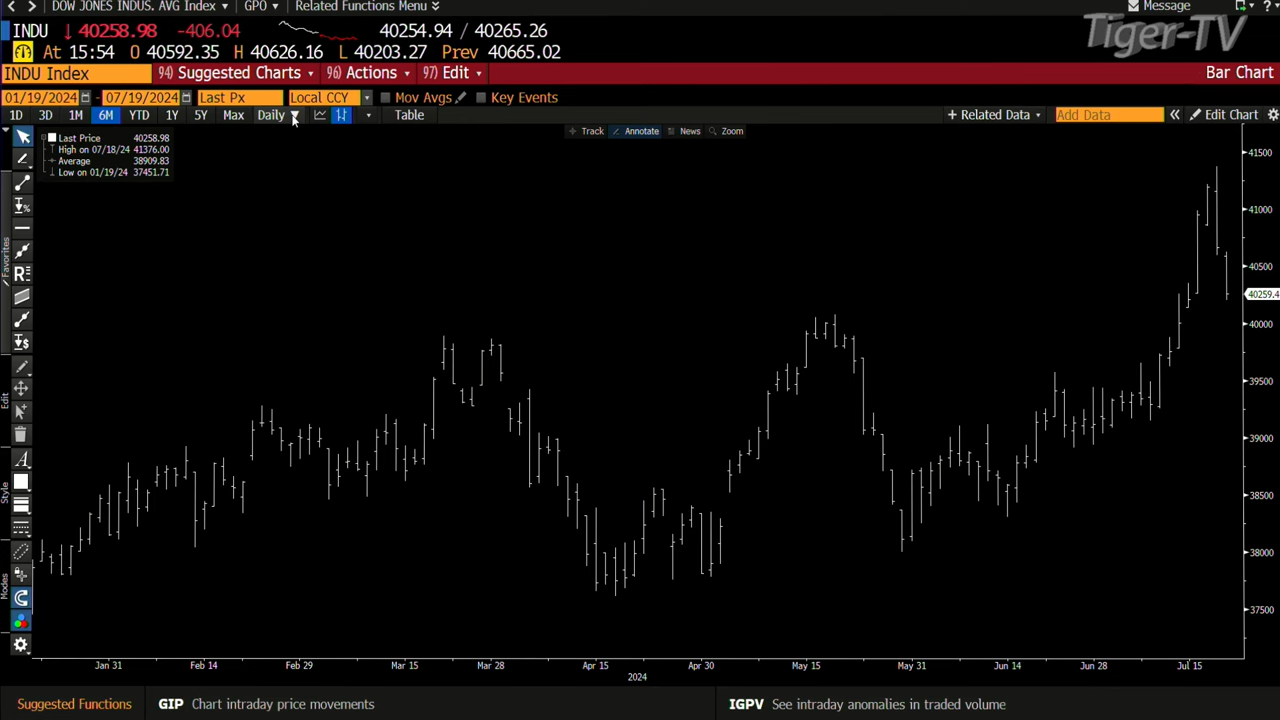 DOW JONES INDUS. AVG Index GPO Related Functions Menu Message
INDU 40258.98 -406.04 40254.94 / 40265.26
At 15:54 O 40592.35 H 40626.16 L 40203.27 Prev 40665.02
Tiger-TV
INDU Index 94) Suggested Charts 96) Actions 97) Edit Bar Chart
01/19/2024 - 07/19/2024 Last Px Local CCY Mov Avgs Key Events
1D 3D 1M 6M YTD 1Y 5Y Max Daily Table + Related Data Add Data « Edit Chart
Track Annotate News Zoom
Last Price 40258.98
High on 07/18/24 41376.00
Average 38909.83
Low on 01/19/24 37451.71
41500
41000
40500
40259.4
40000
39500
39000
38500
38000
37500
Favorites
Edit
Style
Modes
Jan 31 Feb 14 Feb 29 Mar 15 Mar 28 Apr 15 Apr 30 May 15 May 31 Jun 14 Jun 28 Jul 15
2024
Suggested Functions GIP Chart intraday price movements IGPV See intraday anomalies in traded volume